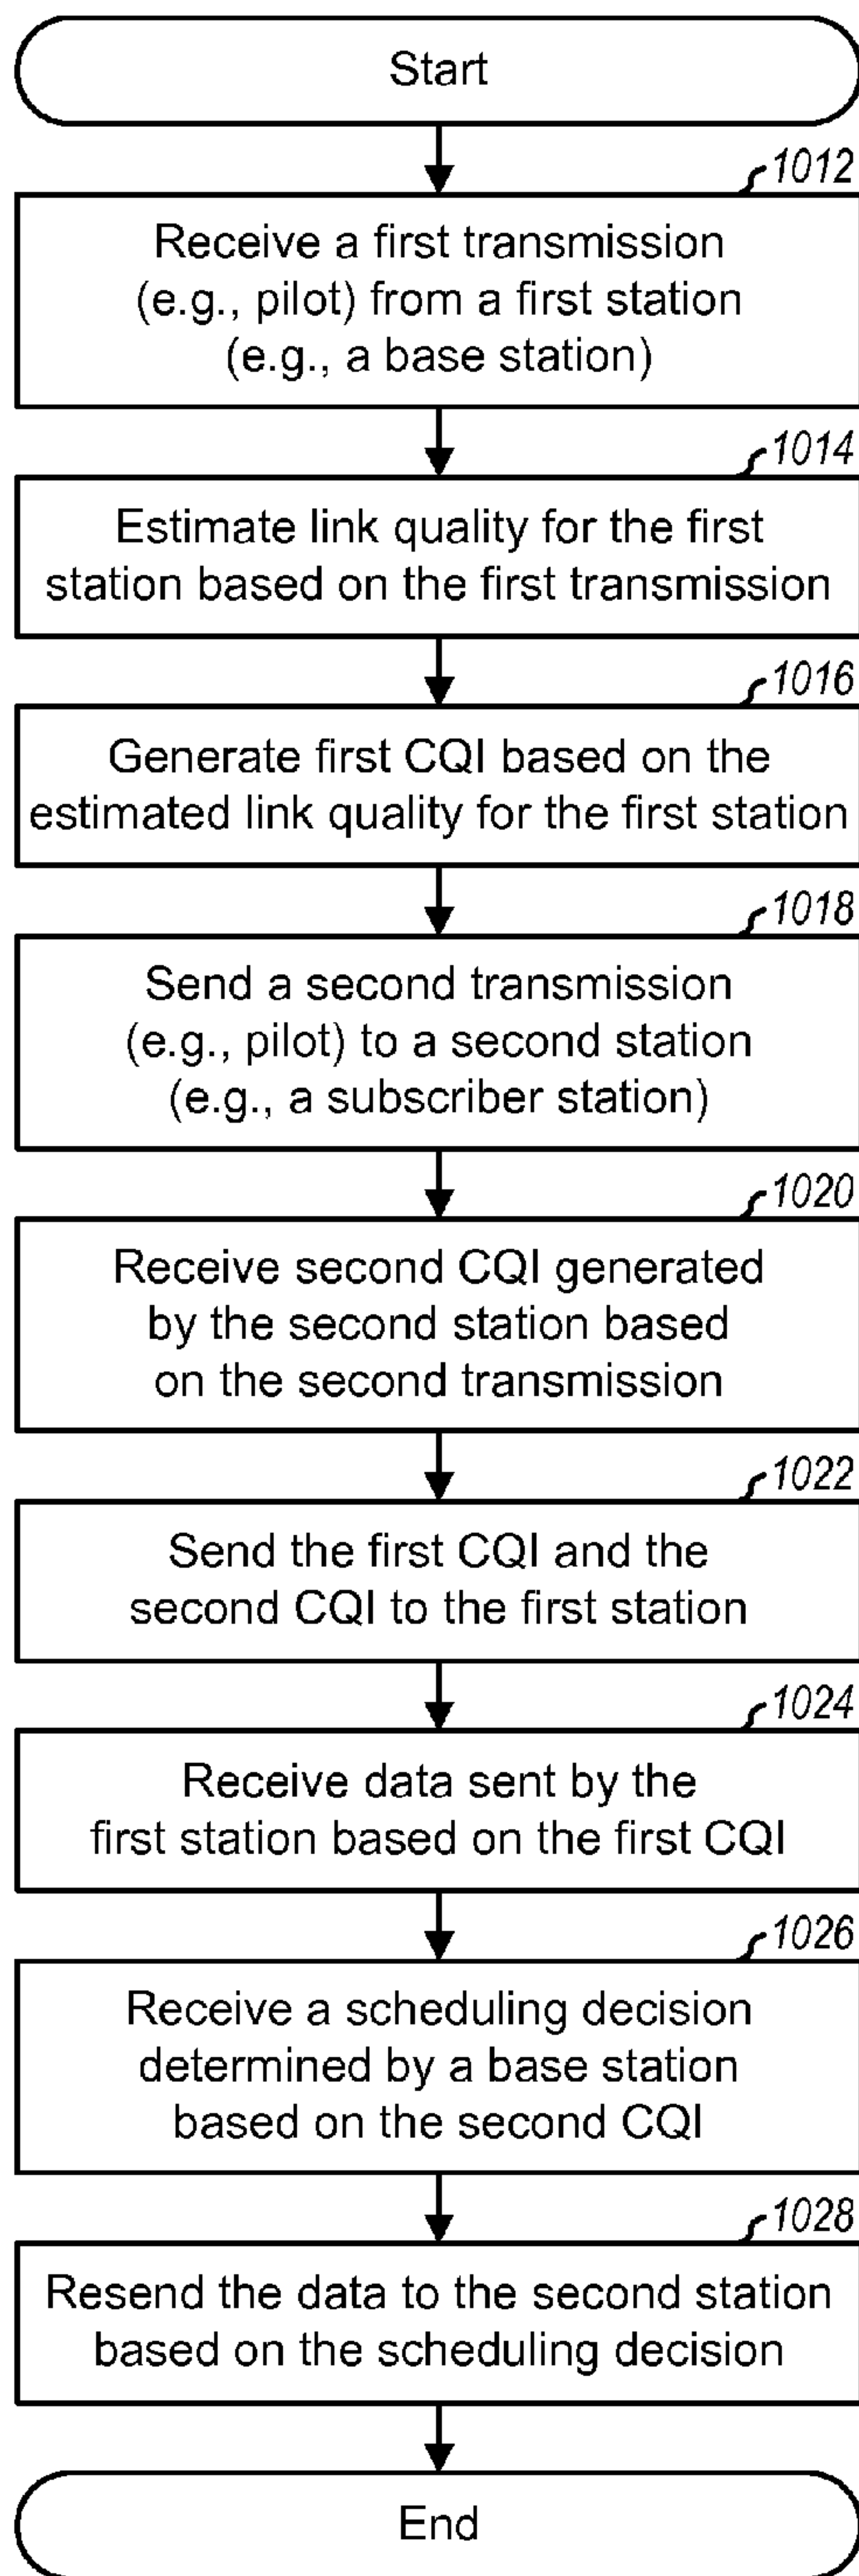 Start
1012
Receive a first transmission
(e.g., pilot) from a first station
(e.g., a base station)
1014
Estimate link quality for the first
station based on the first transmission
1016
Generate first CQI based on the
estimated link quality for the first station
1018
Send a second transmission
(e.g., pilot) to a second station
(e.g., a subscriber station)
1020
Receive second CQI generated
by the second station based
on the second transmission
1022
Send the first CQI and the
second CQI to the first station
1024
Receive data sent by the
first station based on the first CQI
1026
Receive a scheduling decision
determined by a base station
based on the second CQI
1028
Resend the data to the second station
based on the scheduling decision
End